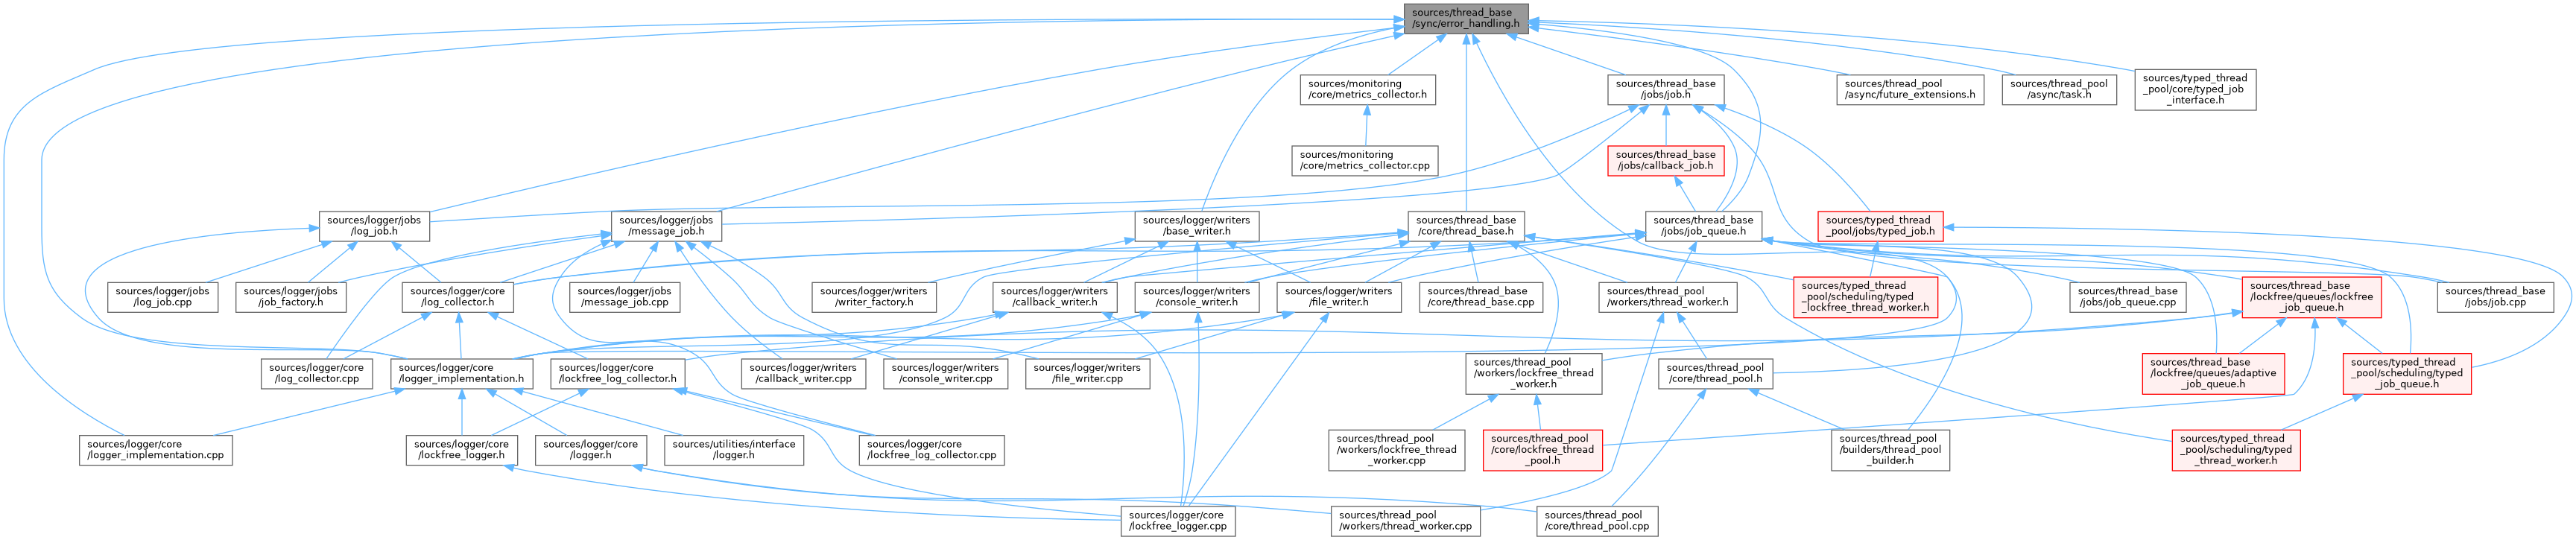 sources/thread_base
/sync/error_handling.h
sources/monitoring
/core/metrics_collector.h
sources/thread_base
/jobs/job.h
sources/thread_pool
/async/future_extensions.h
sources/thread_pool
/async/task.h
sources/typed_thread
_pool/core/typed_job
_interface.h
sources/monitoring
/core/metrics_collector.cpp
sources/thread_base
/jobs/callback_job.h
sources/logger/jobs
/log_job.h
sources/logger/jobs
/message_job.h
sources/logger/writers
/base_writer.h
sources/thread_base
/core/thread_base.h
sources/thread_base
/jobs/job_queue.h
sources/typed_thread
_pool/jobs/typed_job.h
sources/logger/jobs
/log_job.cpp
sources/logger/jobs
/job_factory.h
sources/logger/core
/log_collector.h
sources/logger/jobs
/message_job.cpp
sources/logger/writers
/writer_factory.h
sources/logger/writers
/callback_writer.h
sources/logger/writers
/console_writer.h
sources/logger/writers
/file_writer.h
sources/thread_base
/core/thread_base.cpp
sources/thread_pool
/workers/thread_worker.h
sources/typed_thread
_pool/scheduling/typed
_lockfree_thread_worker.h
sources/thread_base
/jobs/job_queue.cpp
sources/thread_base
/lockfree/queues/lockfree
_job_queue.h
sources/thread_base
/jobs/job.cpp
sources/logger/core
/log_collector.cpp
sources/logger/core
/logger_implementation.h
sources/logger/core
/lockfree_log_collector.h
sources/logger/writers
/callback_writer.cpp
sources/logger/writers
/console_writer.cpp
sources/logger/writers
/file_writer.cpp
sources/thread_pool
/workers/lockfree_thread
_worker.h
sources/thread_pool
/core/thread_pool.h
sources/thread_base
/lockfree/queues/adaptive
_job_queue.h
sources/typed_thread
_pool/scheduling/typed
_job_queue.h
sources/logger/core
/logger_implementation.cpp
sources/logger/core
/lockfree_logger.h
sources/logger/core
/logger.h
sources/utilities/interface
/logger.h
sources/logger/core
/lockfree_log_collector.cpp
sources/thread_pool
/workers/lockfree_thread
_worker.cpp
sources/thread_pool
/core/lockfree_thread
_pool.h
sources/thread_pool
/builders/thread_pool
_builder.h
sources/typed_thread
_pool/scheduling/typed
_thread_worker.h
sources/logger/core
/lockfree_logger.cpp
sources/thread_pool
/workers/thread_worker.cpp
sources/thread_pool
/core/thread_pool.cpp